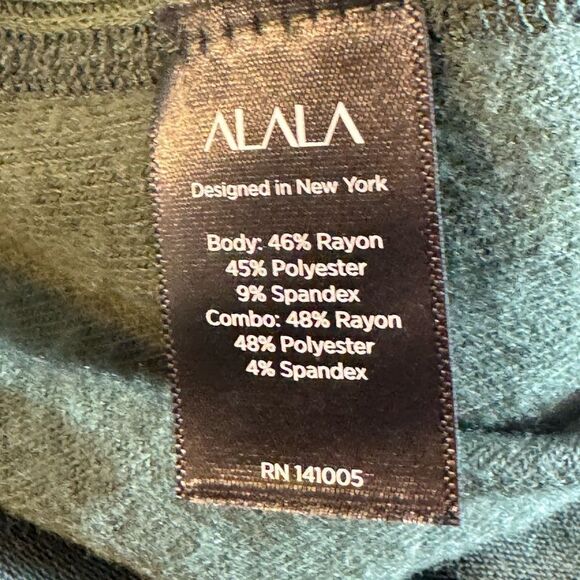 ALALA
Designed in New York
Body: 46% Rayon
45% Polyester
9% Spandex
Combo: 48% Rayon
48% Polyester
4% Spandex
RN 141005